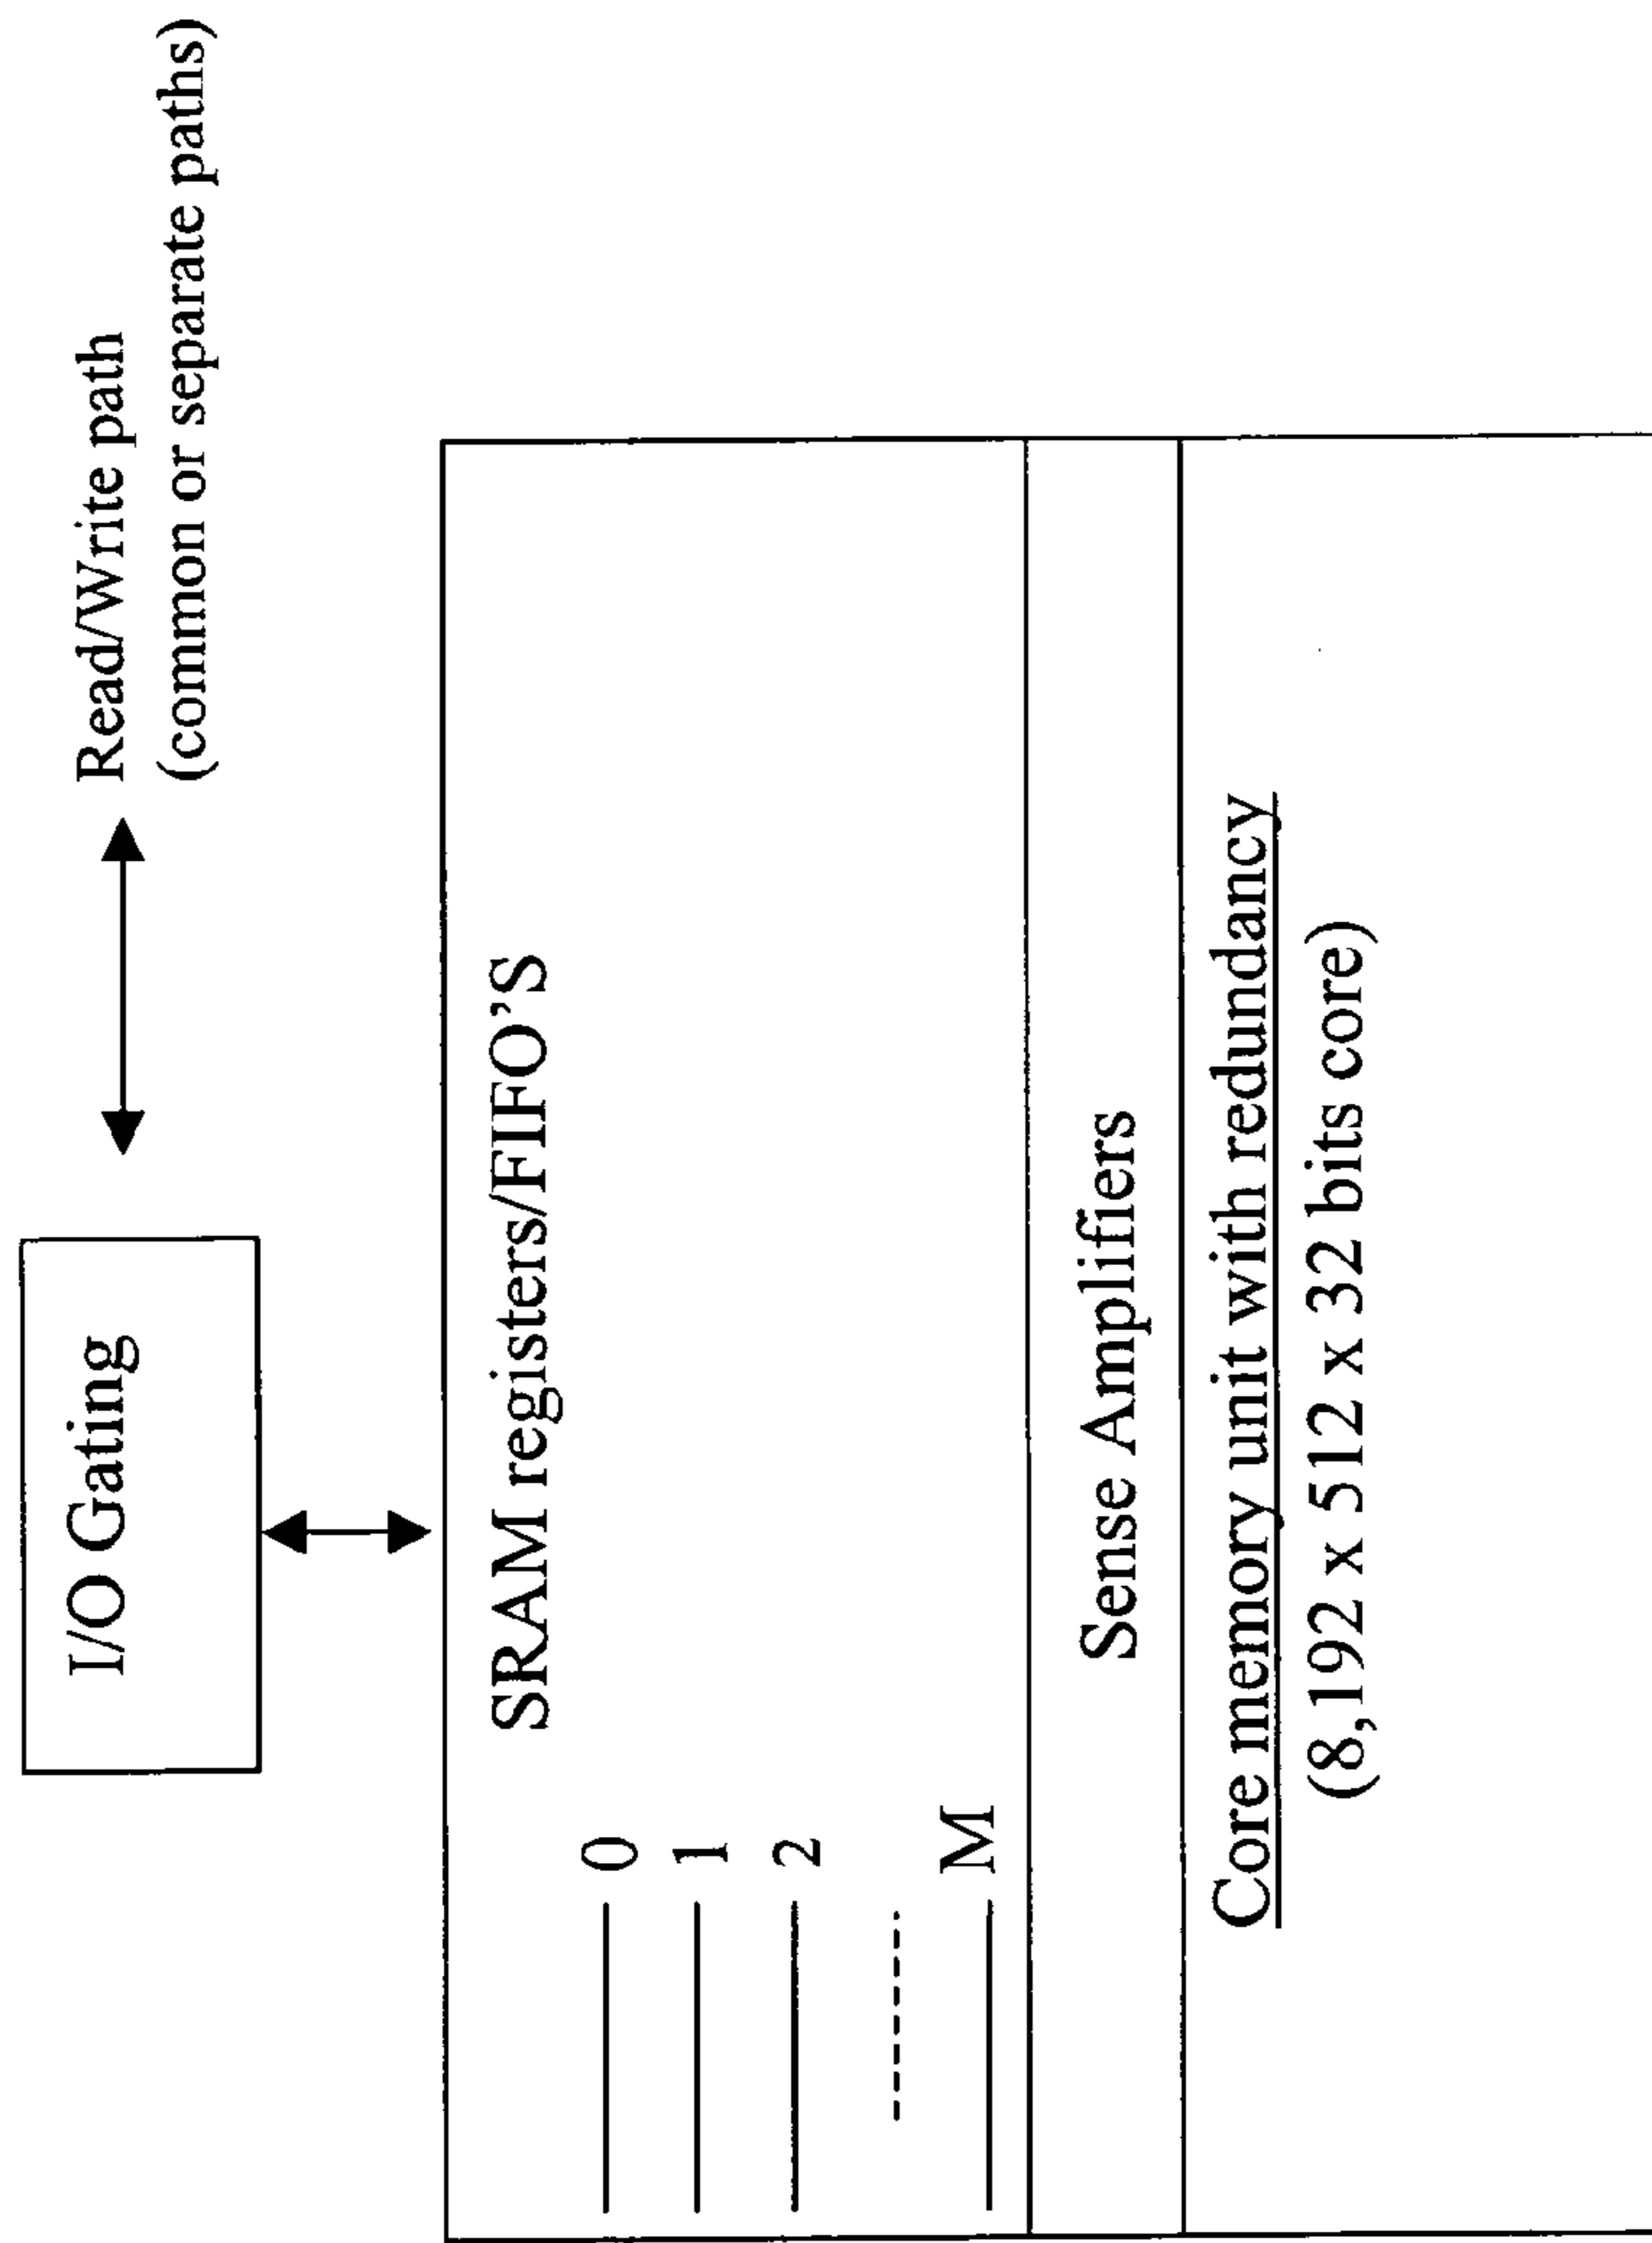 I/O Gating
Read/Write path
(common or separate paths)
SRAM registers/FIFO'S
0
1
2
M
Sense Amplifiers
Core memory unit with redundancy
(8,192 x 512 x 32 bits core)